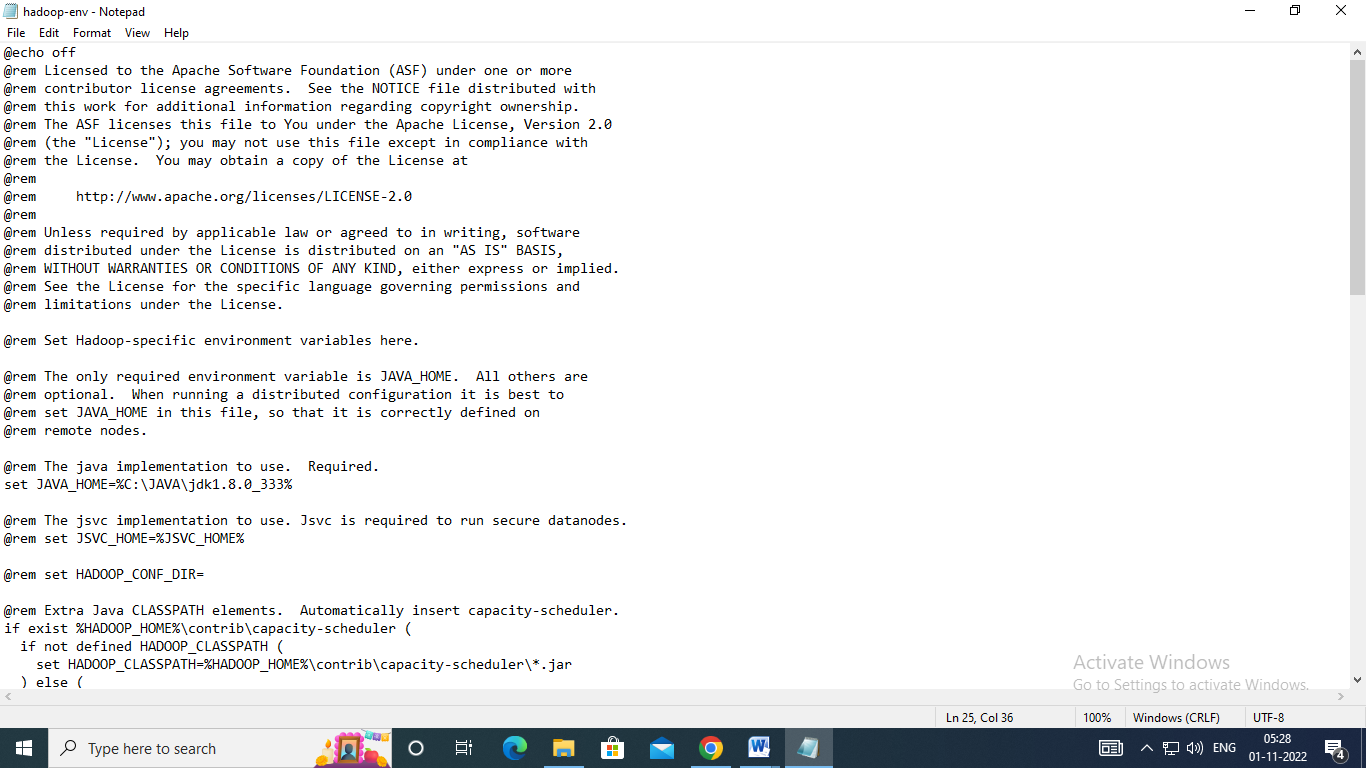 hadoop-env - Notepad
File Edit Format View Help
@echo off
@rem Licensed to the Apache Software Foundation (ASF) under one or more
@rem contributor license agreements.  See the NOTICE file distributed with
@rem this work for additional information regarding copyright ownership.
@rem The ASF licenses this file to You under the Apache License, Version 2.0
@rem (the "License"); you may not use this file except in compliance with
@rem the License.  You may obtain a copy of the License at
@rem
@rem     http://www.apache.org/licenses/LICENSE-2.0
@rem
@rem Unless required by applicable law or agreed to in writing, software
@rem distributed under the License is distributed on an "AS IS" BASIS,
@rem WITHOUT WARRANTIES OR CONDITIONS OF ANY KIND, either express or implied.
@rem See the License for the specific language governing permissions and
@rem limitations under the License.

@rem Set Hadoop-specific environment variables here.

@rem The only required environment variable is JAVA_HOME.  All others are
@rem optional.  When running a distributed configuration it is best to
@rem set JAVA_HOME in this file, so that it is correctly defined on
@rem remote nodes.

@rem The java implementation to use.  Required.
set JAVA_HOME=%C:\JAVA\jdk1.8.0_333%

@rem The jsvc implementation to use. Jsvc is required to run secure datanodes.
@rem set JSVC_HOME=%JSVC_HOME%

@rem set HADOOP_CONF_DIR=

@rem Extra Java CLASSPATH elements.  Automatically insert capacity-scheduler.
if exist %HADOOP_HOME%\contrib\capacity-scheduler (
  if not defined HADOOP_CLASSPATH (
    set HADOOP_CLASSPATH=%HADOOP_HOME%\contrib\capacity-scheduler\*.jar
  ) else (
Activate Windows
Go to Settings to activate Windows.
Ln 25, Col 36 100% Windows (CRLF) UTF-8
Type here to search
W
ENG
05:28
01-11-2022
4